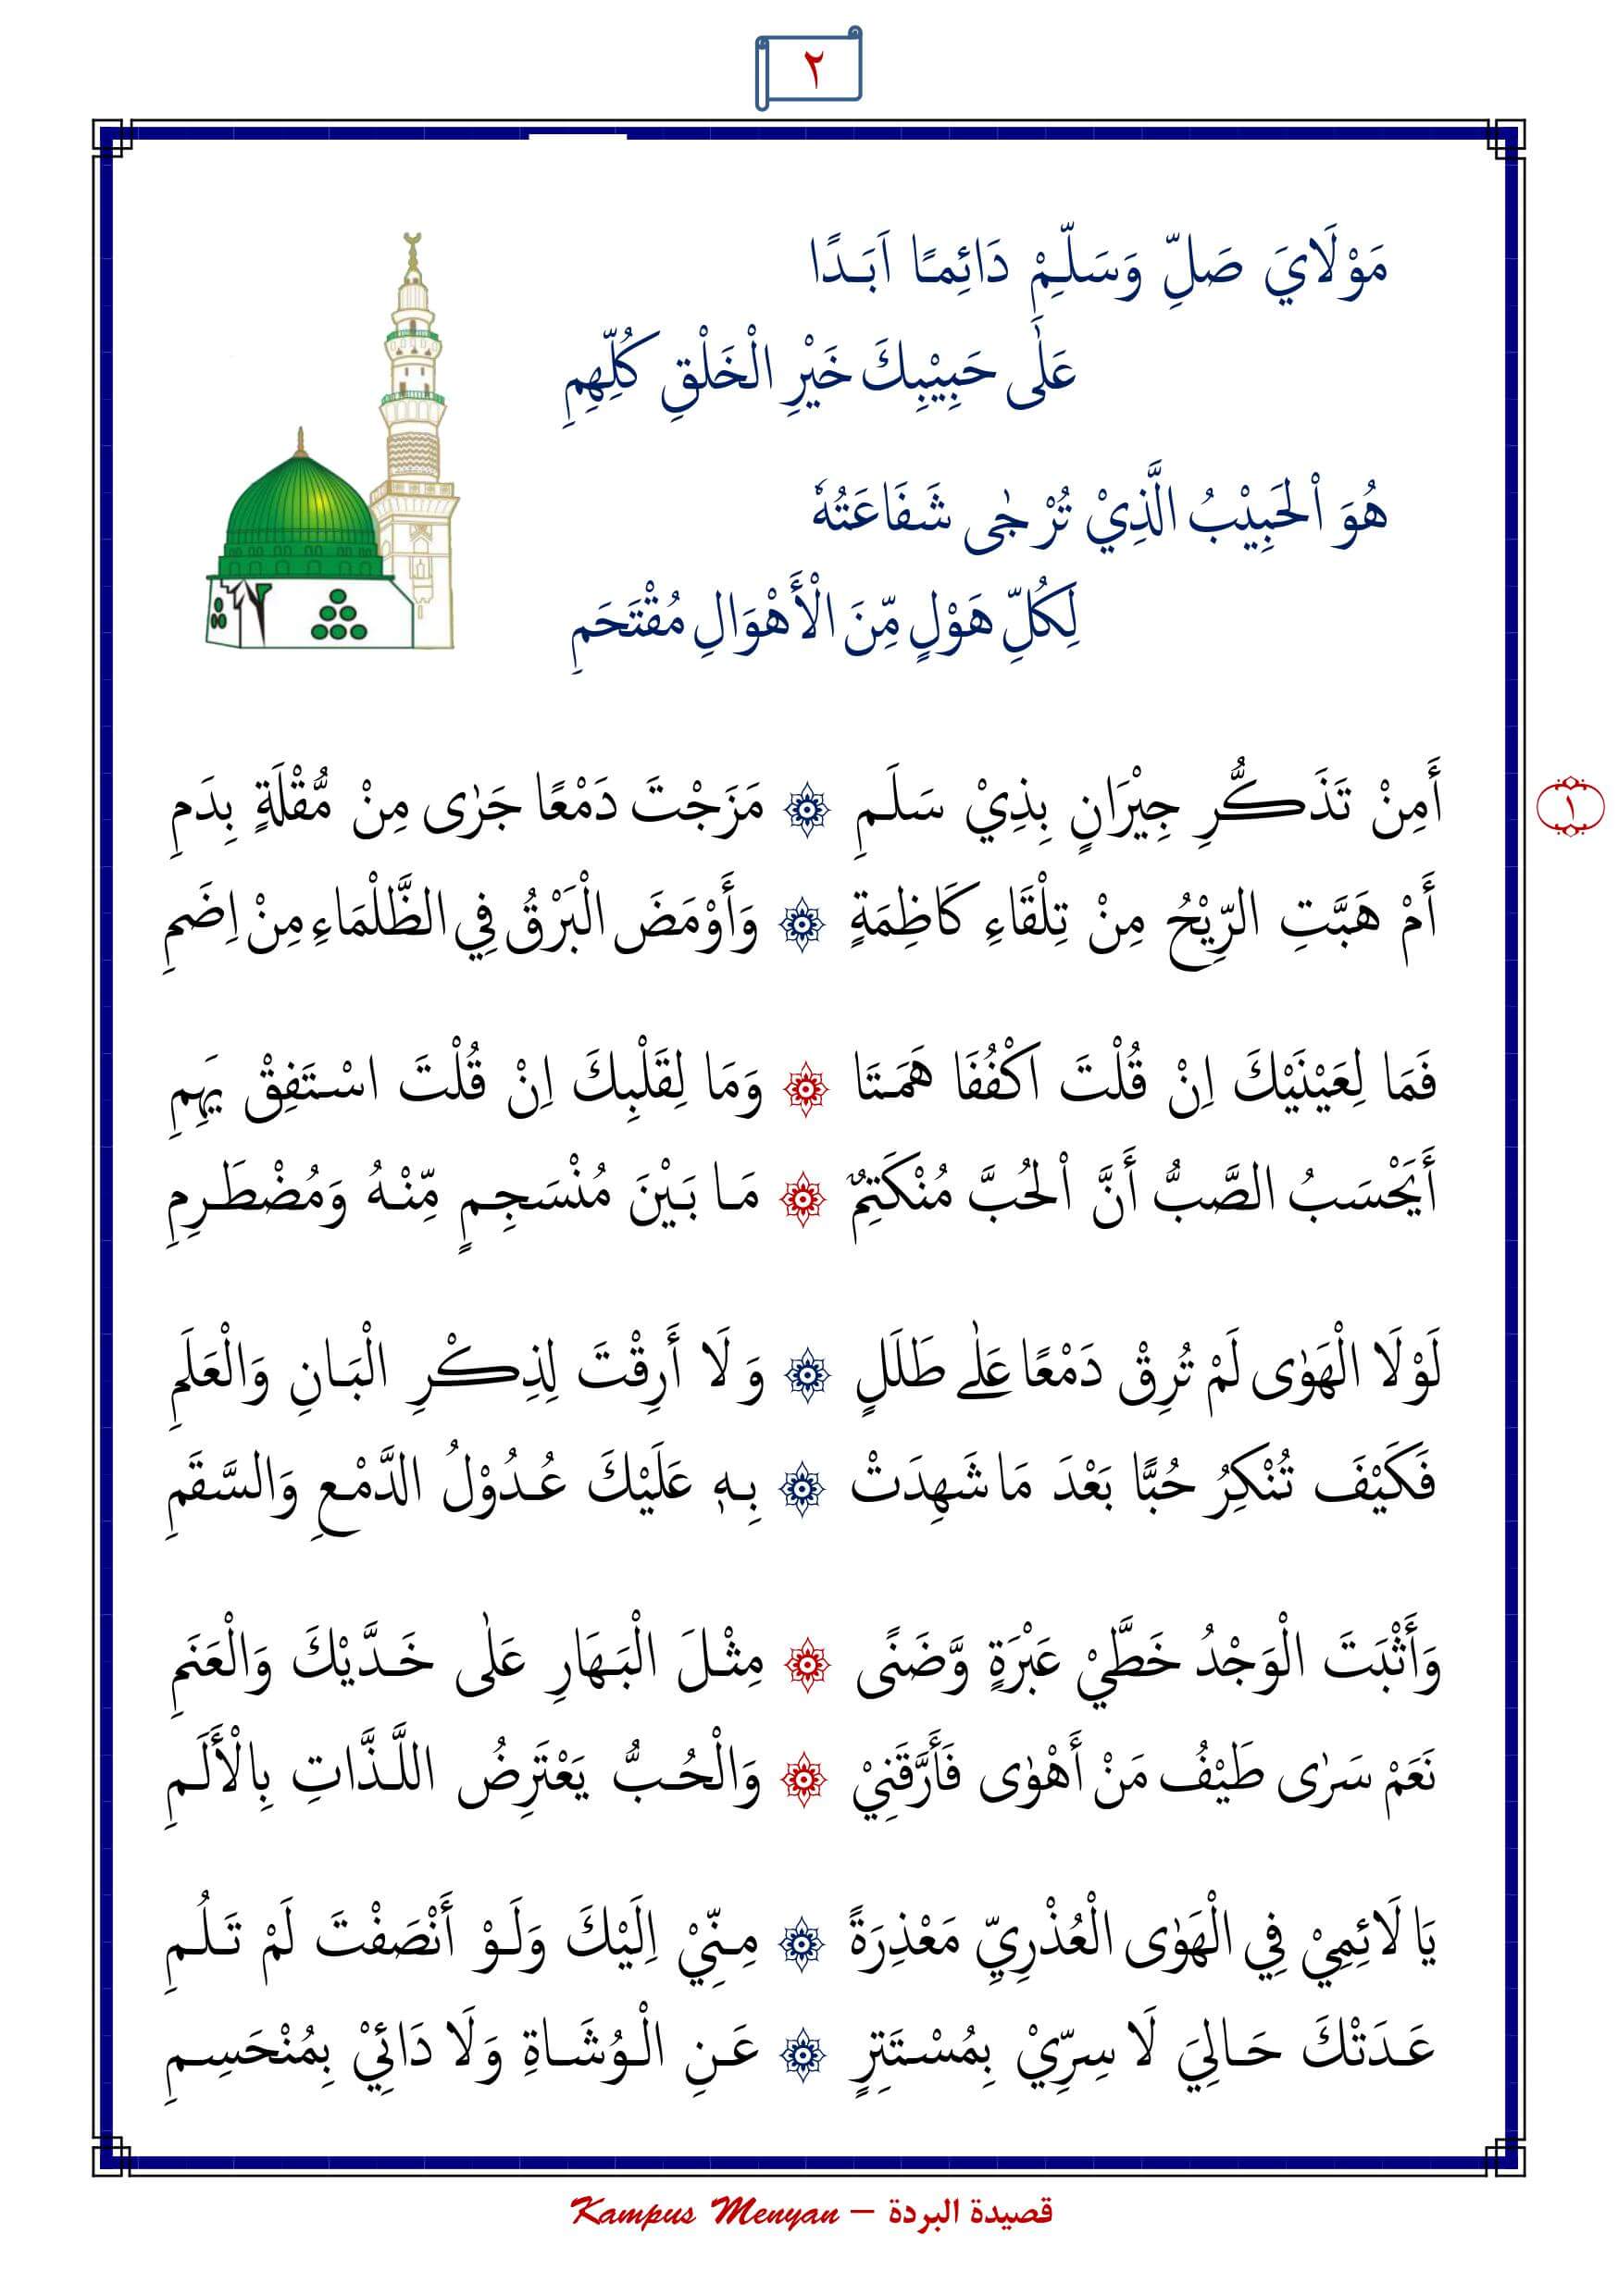 ٢
مَوْلَايَ صَلِّ وَسَلِّمْ دَائِمًا اَبَدًا
عَلَى حَبِيْبِكَ خَيْرِ الْخَلْقِ كُلِّهِمِ
هُوَ اْلحَبِيْبُ الَّذِيْ تُرْجٰى شَفَاعَتُهٗ
لِكُلِّ هَوْلٍ مِّنَ الْأَهْوَالِ مُقْتَحَمِ
أَمِنْ تَذَكُّرِ جِيْرَانٍ بِذِيْ سَلَمِ ۞ مَزَجْتَ دَمْعًا جَرٰى مِنْ مُّقْلَةٍ بِدَمِ
١
أَمْ هَبَّتِ الرِّيْحُ مِنْ تِلْقَاءِ كَاظِمَةٍ ۞ وَأَوْمَضَ الْبَرْقُ فِي الظَّلْمَاءِ مِنْ اِضَمِ
فَمَا لِعَيْنَيْكَ اِنْ قُلْتَ اكْفُفَا هَمَتَا ۞ وَمَا لِقَلْبِكَ اِنْ قُلْتَ اسْتَفِقْ يَهِمِ
أَيَحْسَبُ الصَّبُّ أَنَّ اْلحُبَّ مُنْكَتِمٌ ۞ مَا بَيْنَ مُنْسَجِمٍ مِّنْهُ وَمُضْطَرِمِ
لَوْلَا الْهَوٰى لَمْ تُرِقْ دَمْعًا عَلٰى طَلَلٍ ۞ وَلَا أَرِقْتَ لِذِكْرِ الْبَانِ وَالْعَلَمِ
فَكَيْفَ تُنْكِرُ حُبًّا بَعْدَ مَا شَهِدَتْ ۞ بِهٖ عَلَيْكَ عُدُوْلُ الدَّمْعِ وَالسَّقَمِ
وَأَثْبَتَ الْوَجْدُ خَطَّيْ عَبْرَةٍ وَّضَنًى ۞ مِثْلَ الْبَهَارِ عَلٰى خَدَّيْكَ وَالْعَنَمِ
نَعَمْ سَرٰى طَيْفُ مَنْ أَهْوٰى فَأَرَّقَنِيْ ۞ وَالْحُبُّ يَعْتَرِضُ اللَّذَّاتِ بِالْأَلَمِ
يَا لَائِمِيْ فِي الْهَوٰى الْعُذْرِيِّ مَعْذِرَةً ۞ مِنِّيْ اِلَيْكَ وَلَوْ أَنْصَفْتَ لَمْ تَلُمِ
عَدَتْكَ حَالِيَ لَا سِرِّيْ بِمُسْتَتِرٍ ۞ عَنِ الْوُشَاةِ وَلَا دَائِيْ بِمُنْحَسِمِ
قصيدة البردة – Kampus Menyan